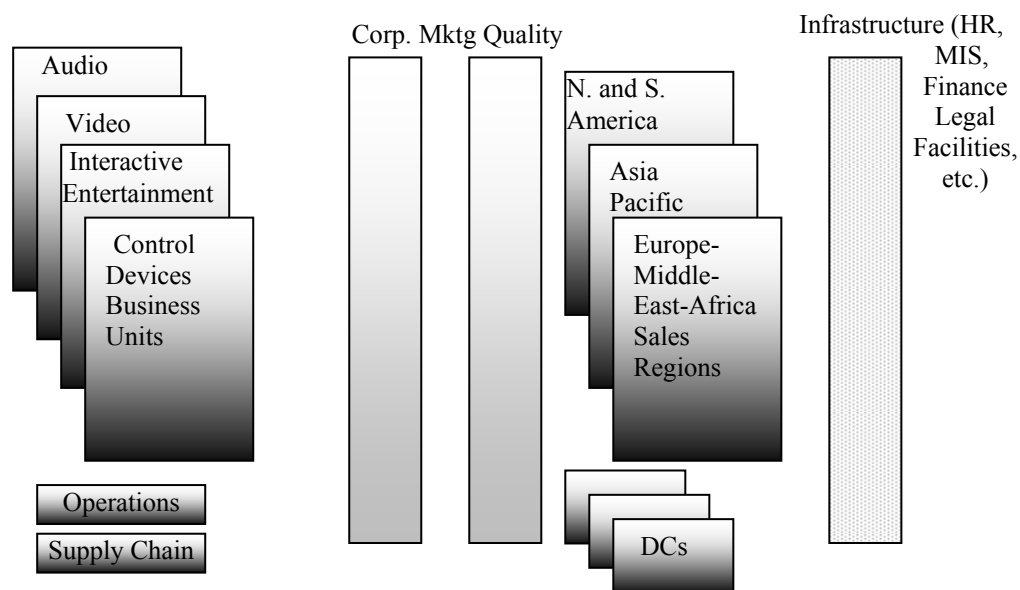 Audio
Video
Interactive
Entertainment
Control
Devices
Business
Units
Operations
Supply Chain
Corp. Mktg Quality
N. and S.
America
Asia
Pacific
Europe-
Middle-
East-Africa
Sales
Regions
DCs
Infrastructure (HR,
MIS,
Finance
Legal
Facilities,
etc.)